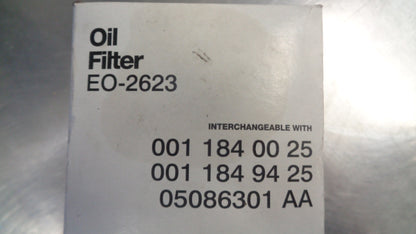 Oil
Filter
EO-2623
INTERCHANGEABLE WITH
001 184 00 25
001 184 94 25
05086301 AA